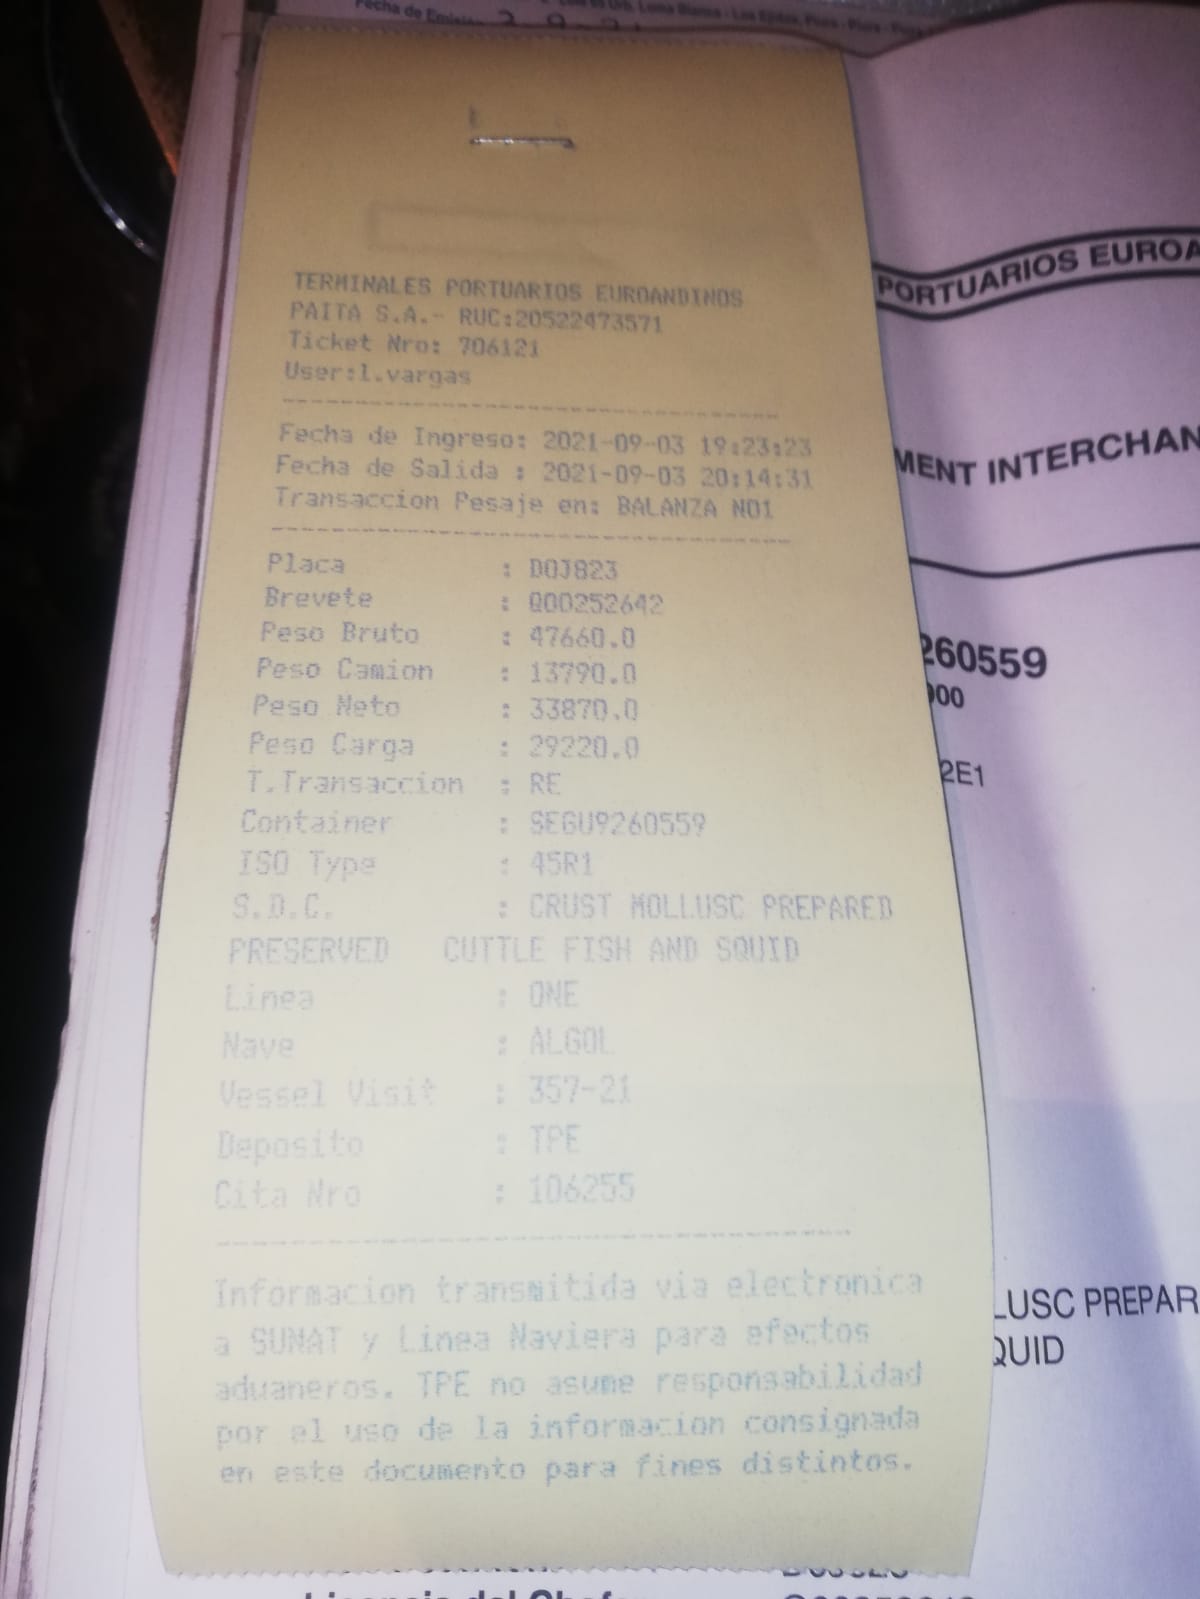 Fecha de Emisión
TERMINALES PORTUARIOS EUROANDINOS
PAITA S.A.- RUC:20522473571
Ticket Nro: 706121
User:l.vargas
Fecha de Ingreso: 2021-09-03 19:23:23
Fecha de Salida : 2021-09-03 20:14:31
Transaccion Pesaje en: BALANZA NO1
Placa : D0J823
Brevete : Q00252642
Peso Bruto : 47660.0
Peso Camion : 13790.0
Peso Neto : 33870.0
Peso Carga : 29220.0
T.Transaccion : RE
Container : SEGU9260559
ISO Type : 45R1
S.D.C. : CRUST MOLLUSC PREPARED
PRESERVED CUTTLE FISH AND SQUID
Linea : ONE
Nave : ALGOL
Vessel Visit : 357-21
Deposito : TPE
Cita Nro : 106255
Informacion transmitida via electronica
a SUNAT y Linea Naviera para efectos
aduaneros. TPE no asume responsabilidad
por el uso de la informacion consignada
en este documento para fines distintos.
PORTUARIOS EUROA
MENT INTERCHAN
260559
00
2E1
LUSC PREPAR
QUID